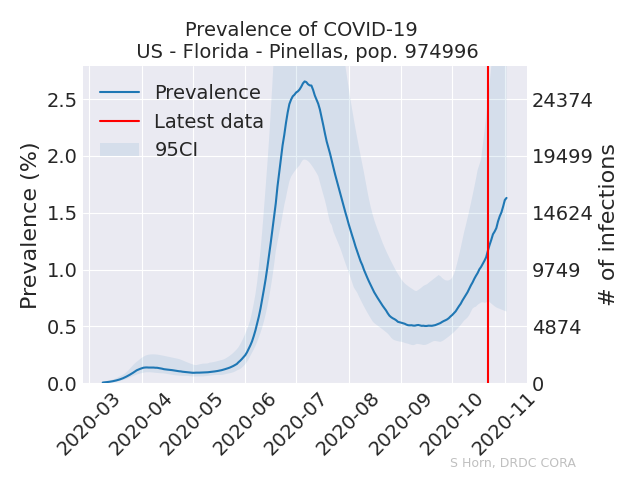 Prevalence of COVID-19
US - Florida - Pinellas, pop. 974996
Prevalence
Latest data
95CI
Prevalence (%)
2.5
2.0
1.5
1.0
0.5
0.0
24374
19499
14624
9749
4874
0
# of infections
2020-03
2020-04
2020-05
2020-06
2020-07
2020-08
2020-09
2020-10
2020-11
S Horn, DRDC CORA